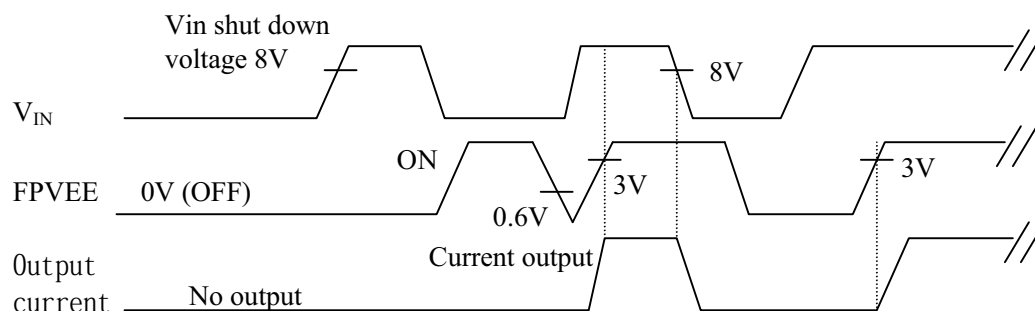 Vin shut down
voltage 8V
8V
VIN
ON
3V
3V
FPVEE 0V (OFF)
0.6V
Current output
Output
current
No output